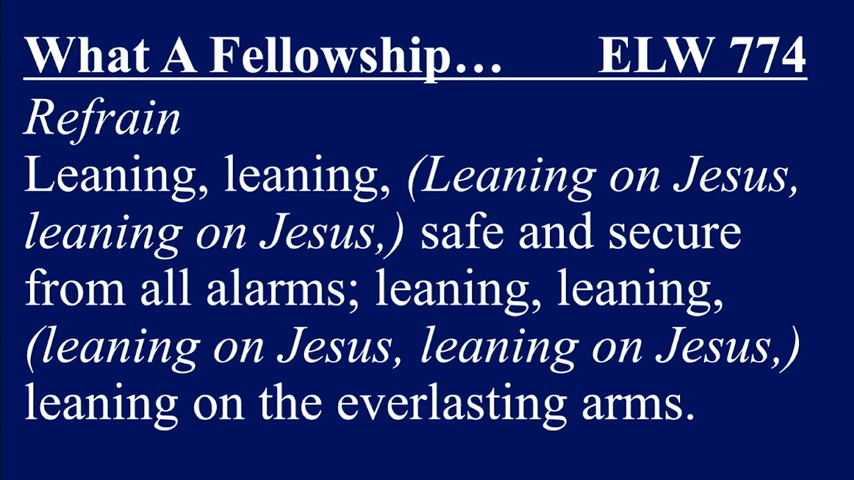 What A Fellowship… ELW 774
Refrain
Leaning, leaning, (Leaning on Jesus,
leaning on Jesus,) safe and secure
from all alarms; leaning, leaning,
(leaning on Jesus, leaning on Jesus,)
leaning on the everlasting arms.